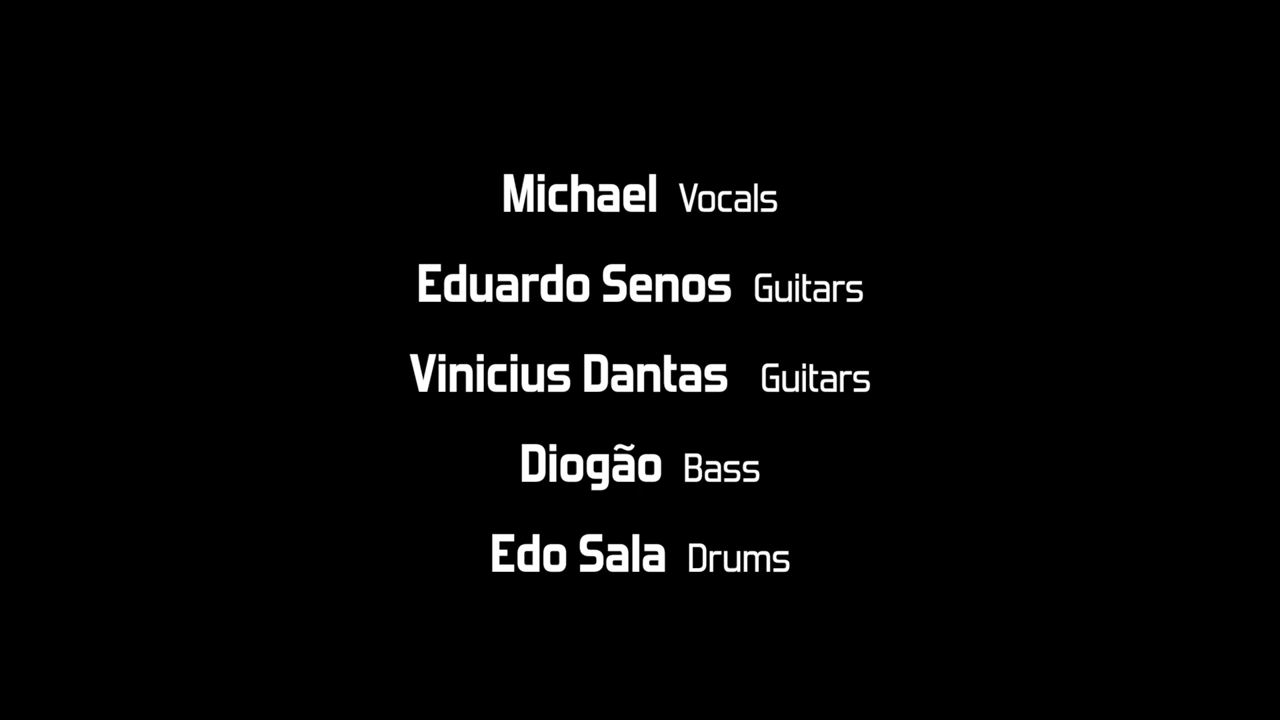 Michael Vocals
Eduardo Senos Guitars
Vinicius Dantas Guitars
Diogão Bass
Edo Sala Drums